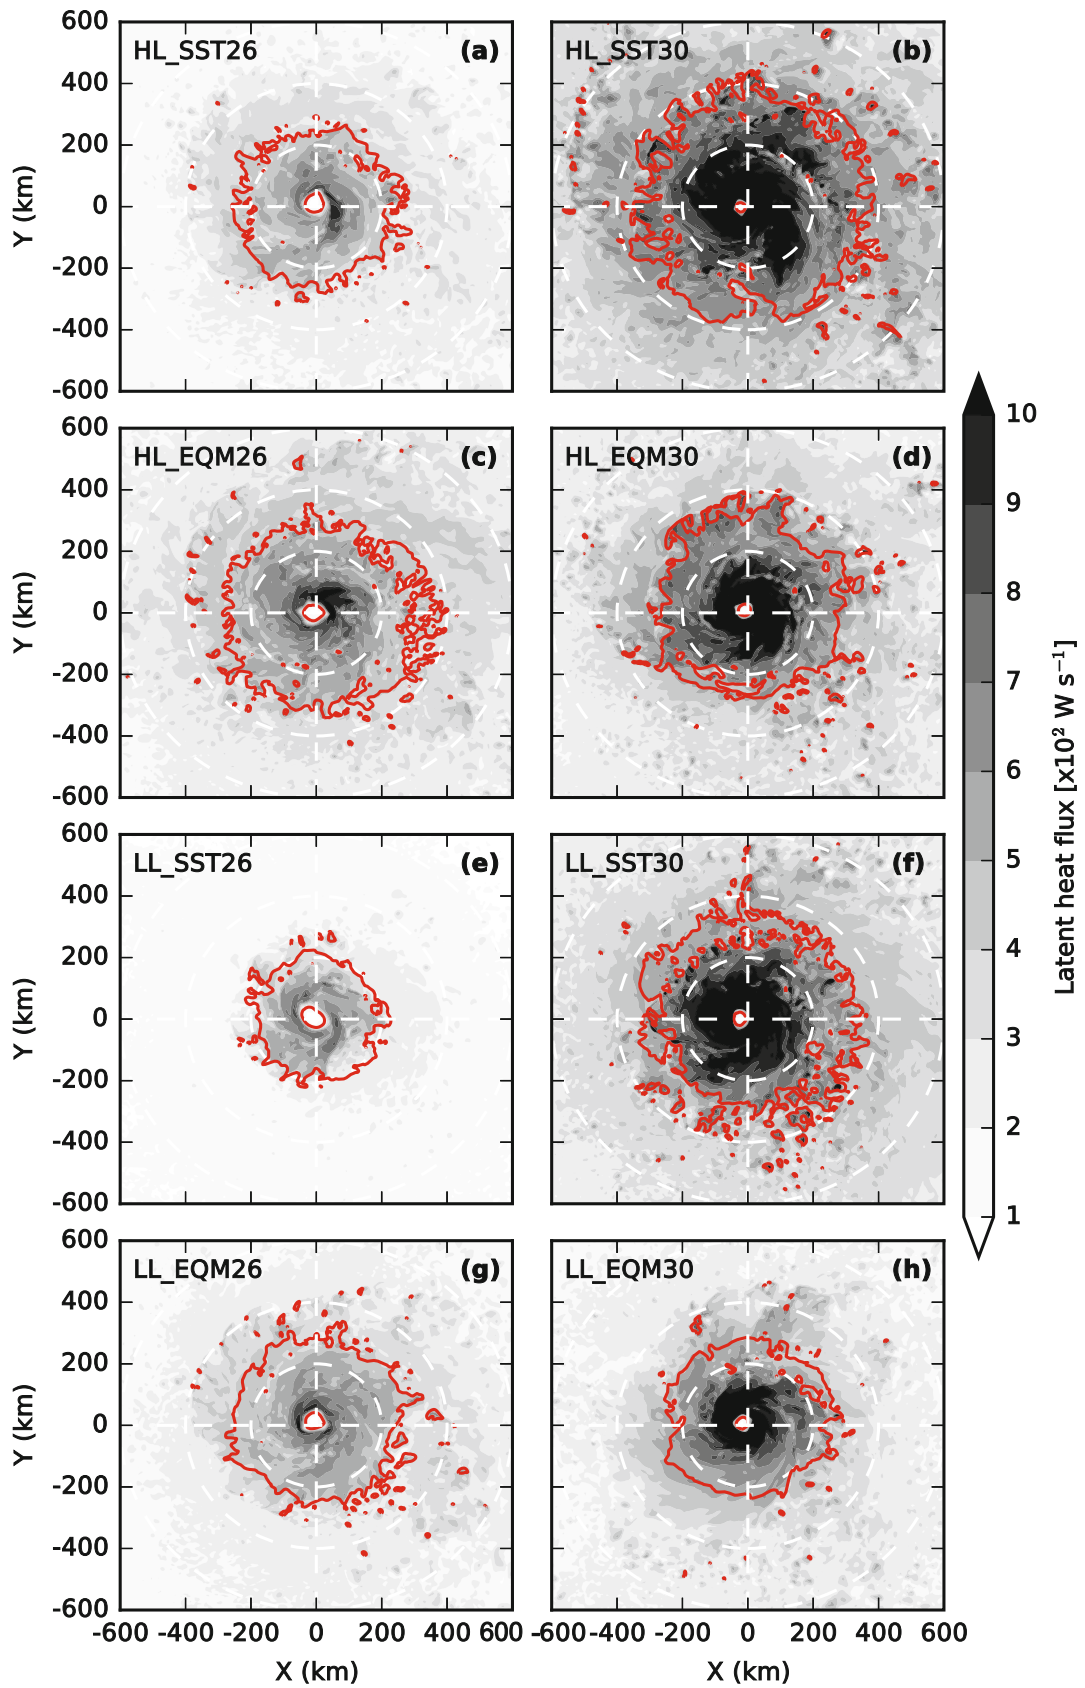 600
400
200
0
-200
-400
-600
Y (km)
HL_SST26
(a)
HL_SST30
(b)
600
400
200
0
-200
-400
-600
Y (km)
HL_EQM26
(c)
HL_EQM30
(d)
600
400
200
0
-200
-400
-600
Y (km)
LL_SST26
(e)
LL_SST30
(f)
600
400
200
0
-200
-400
-600
Y (km)
LL_EQM26
(g)
LL_EQM30
(h)
-600 -400 -200 0 200 400 600
-600 -400 -200 0 200 400 600
X (km)
X (km)
10
9
8
7
6
5
4
3
2
1
Latent heat flux [x10² W s⁻¹]